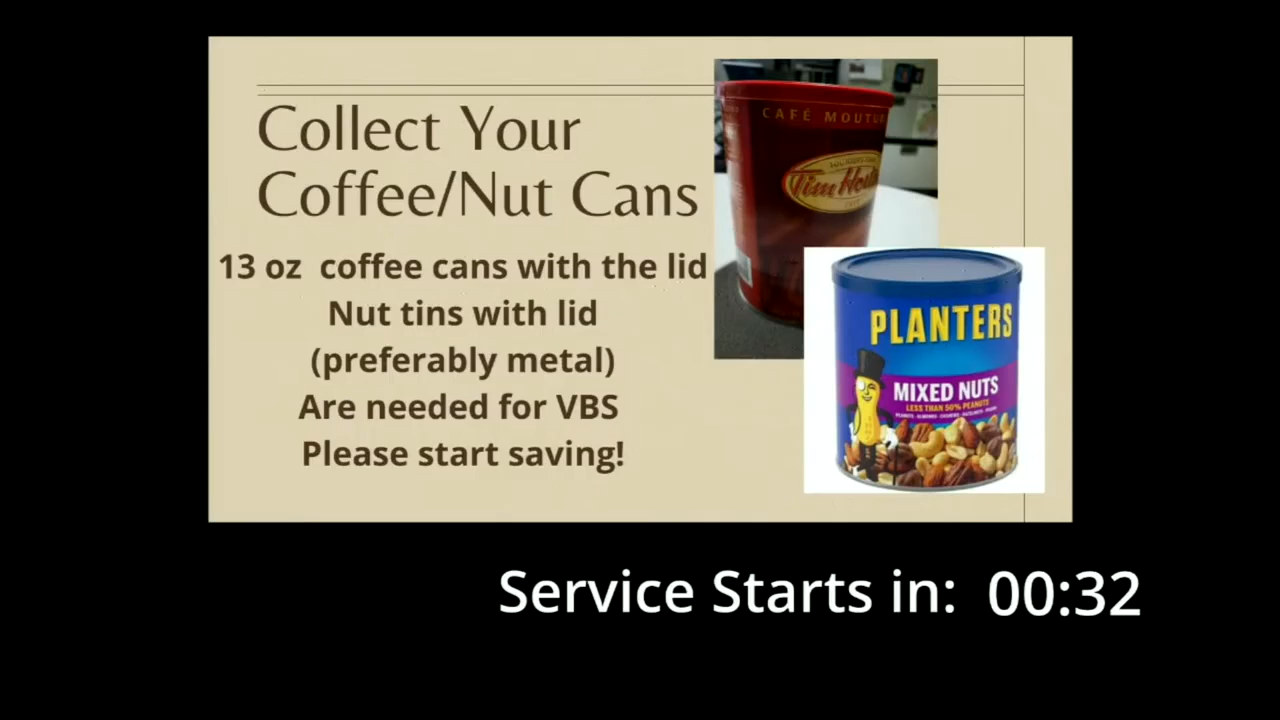 Collect Your
Coffee/Nut Cans
13 oz coffee cans with the lid
Nut tins with lid
(preferably metal)
Are needed for VBS
Please start saving!
CAFÉ
Tim
PLANTERS
MIXED NUTS
LESS THAN 50% PEANUTS
Service Starts in: 00:32